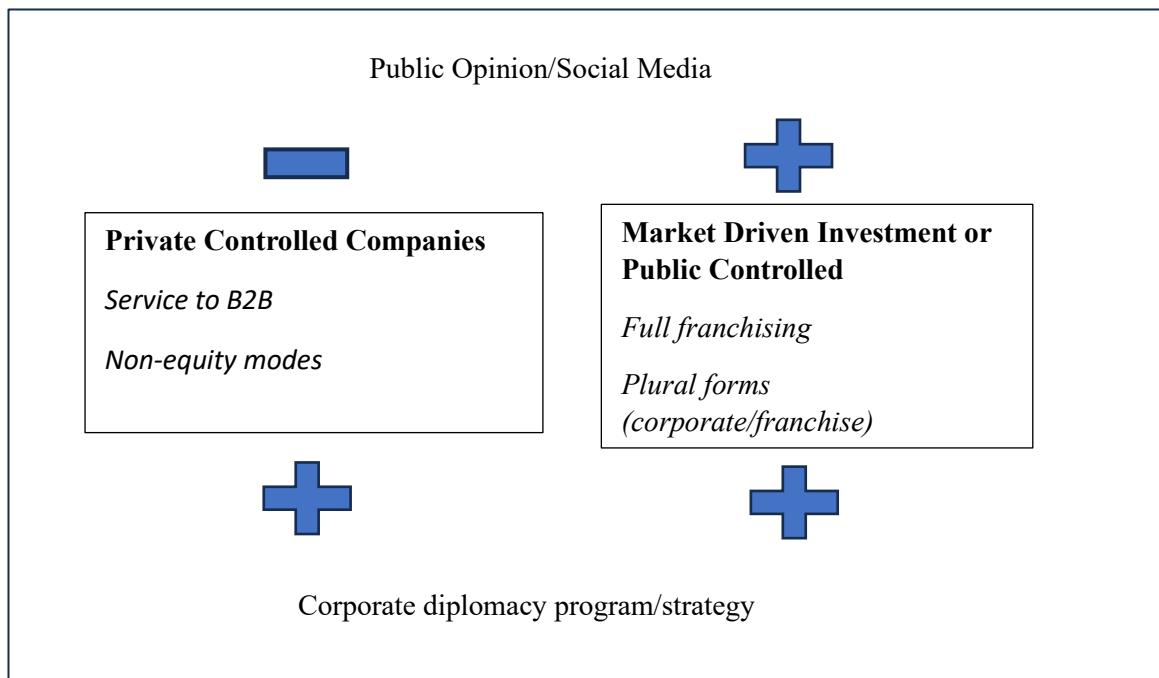 Public Opinion/Social Media
Private Controlled Companies
Service to B2B
Non-equity modes
Market Driven Investment or
Public Controlled
Full franchising
Plural forms
(corporate/franchise)
Corporate diplomacy program/strategy